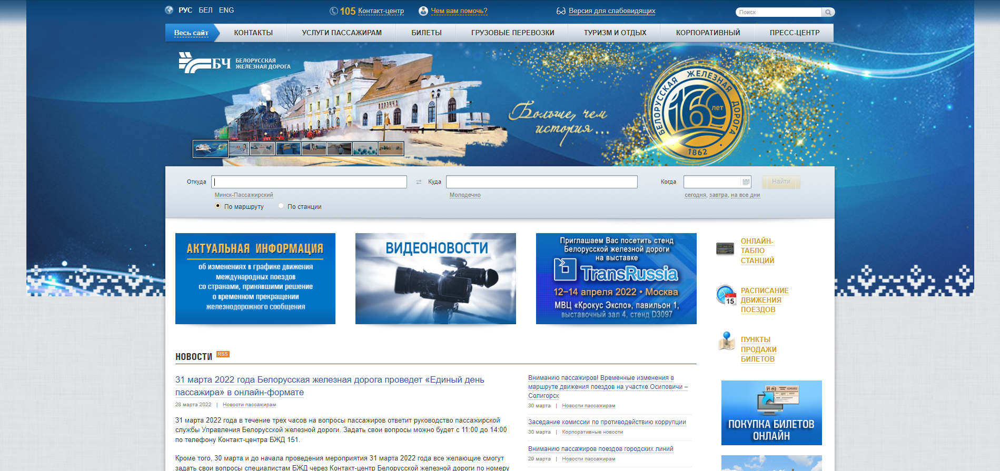 РУС БЕЛ ENG
105 Контакт-центр
Чем вам помочь?
Версия для слабовидящих
Поиск
Весь сайт
КОНТАКТЫ
УСЛУГИ ПАССАЖИРАМ
БИЛЕТЫ
ГРУЗОВЫЕ ПЕРЕВОЗКИ
ТУРИЗМ И ОТДЫХ
КОРПОРАТИВНЫЙ
ПРЕСС-ЦЕНТР
БЧ
БЕЛОРУССКАЯ
ЖЕЛЕЗНАЯ ДОРОГА
Больше, чем
история...
БЕЛОРУССКАЯ ЖЕЛЕЗНАЯ ДОРОГА
160 лет
1862
Откуда
Куда
Когда
Найти
Минск-Пассажирский
Молодечно
сегодня, завтра, на все дни
По маршруту
По станции
АКТУАЛЬНАЯ ИНФОРМАЦИЯ
об изменениях в графике движения
международных поездов
со странами, принявшими решение
о временном прекращении
железнодорожного сообщения
ВИДЕОНОВОСТИ
Приглашаем Вас посетить стенд
Белорусской железной дороги
на выставке
TransRussia
12–14 апреля 2022 • Москва
МВЦ «Крокус Экспо», павильон 1,
выставочный зал 4, стенд D3097
ОНЛАЙН-
ТАБЛО
СТАНЦИЙ
15
РАСПИСАНИЕ
ДВИЖЕНИЯ
ПОЕЗДОВ
ПУНКТЫ
ПРОДАЖИ
БИЛЕТОВ
ПОКУПКА БИЛЕТОВ
ОНЛАЙН
НОВОСТИ RSS
31 марта 2022 года Белорусская железная дорога проведет «Единый день
пассажира» в онлайн-формате
28 марта 2022 | Новости пассажирам
31 марта 2022 года в течение трех часов на вопросы пассажиров ответит руководство пассажирской
службы Управления Белорусской железной дороги. Задать свои вопросы можно будет с 11:00 до 14:00
по телефону Контакт-центра БЖД 151.
Кроме того, 30 марта и до начала проведения мероприятия 31 марта 2022 года все желающие смогут
задать свои вопросы специалистам БЖД через Контакт-центр Белорусской железной дороги по номеру
Вниманию пассажиров! Временные изменения в
маршруте движения поездов на участке Осиповичи –
Солигорск
30 марта | Новости пассажирам
Заседание комиссии по противодействию коррупции
30 марта | Корпоративные новости
Вниманию пассажиров поездов городских линий
29 марта | Новости пассажирам